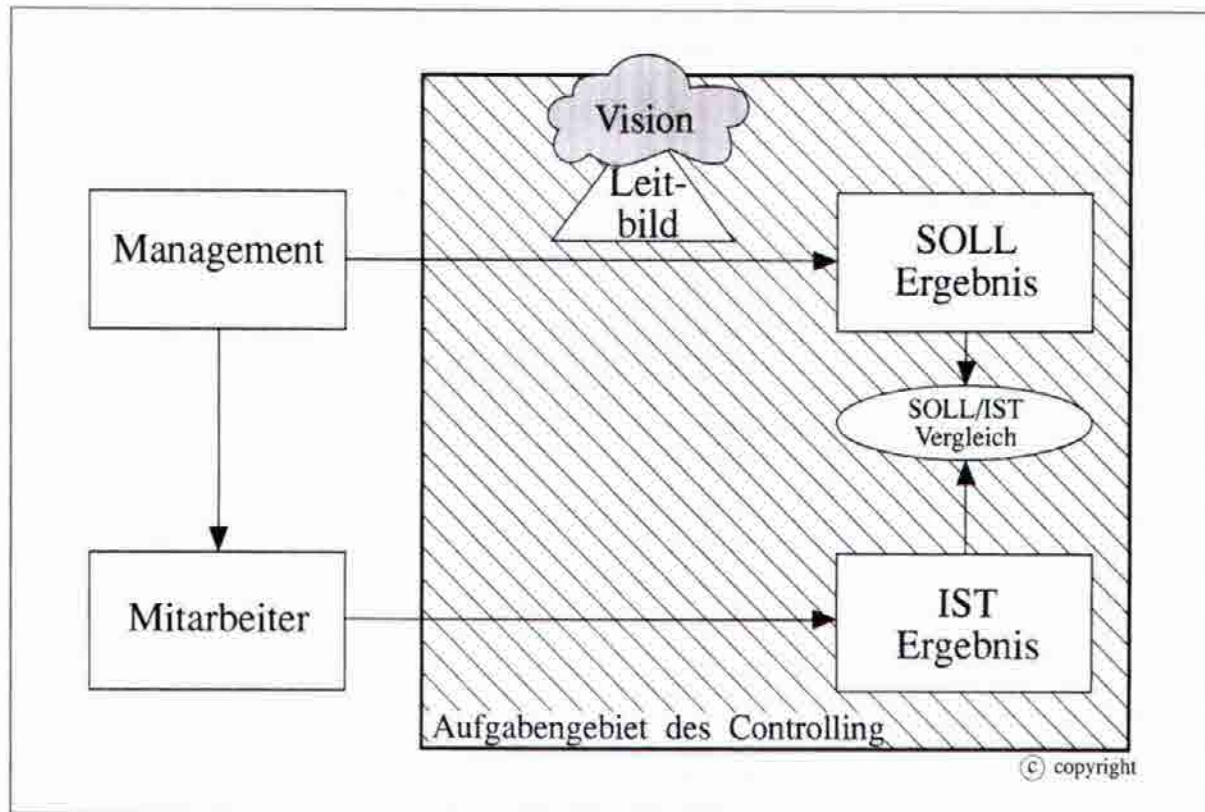 Vision
Leit-
bild
Management
SOLL
Ergebnis
SOLL/IST
Vergleich
Mitarbeiter
IST
Ergebnis
Aufgabengebiet des Controlling
© copyright